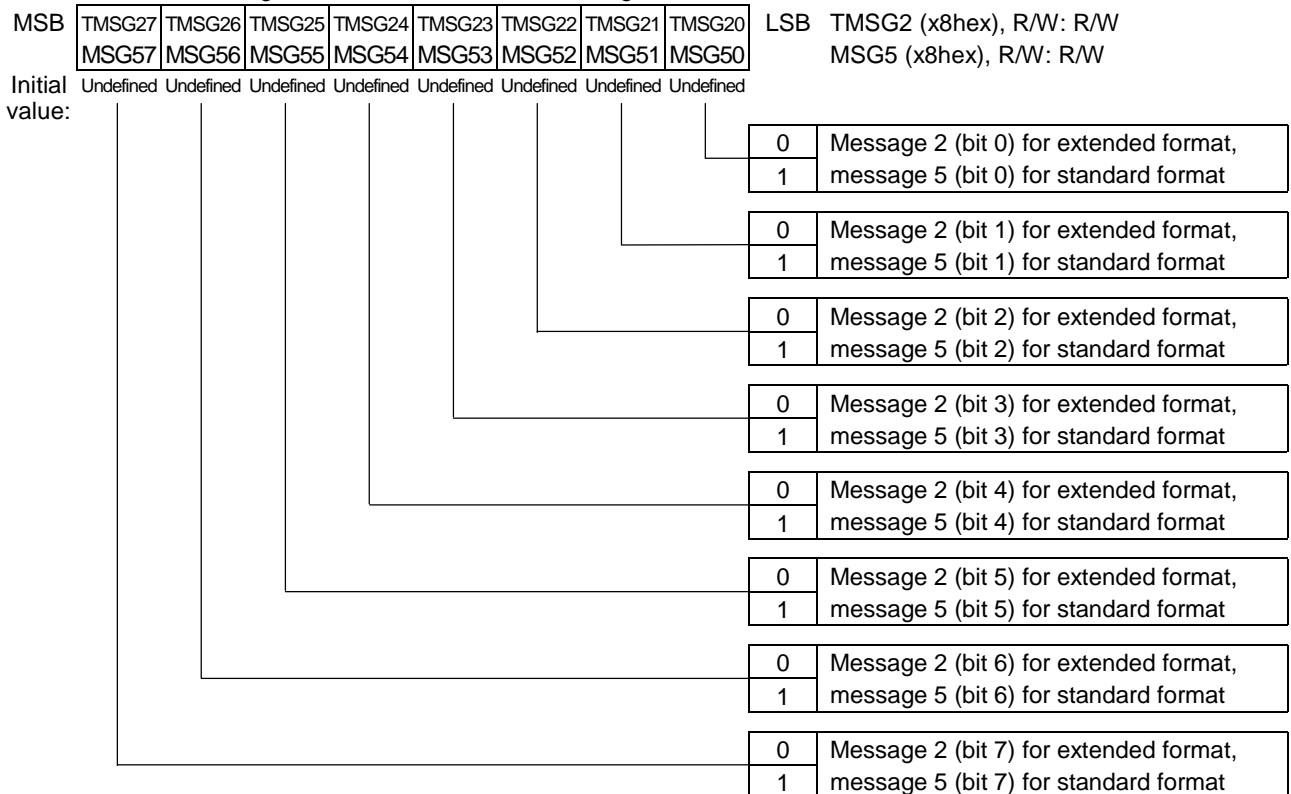 MSB TMSG27 TMSG26 TMSG25 TMSG24 TMSG23 TMSG22 TMSG21 TMSG20 LSB TMSG2 (x8hex), R/W: R/W
MSG57 MSG56 MSG55 MSG54 MSG53 MSG52 MSG51 MSG50 MSG5 (x8hex), R/W: R/W
Initial value: Undefined Undefined Undefined Undefined Undefined Undefined Undefined Undefined
0 Message 2 (bit 0) for extended format,
1 message 5 (bit 0) for standard format
0 Message 2 (bit 1) for extended format,
1 message 5 (bit 1) for standard format
0 Message 2 (bit 2) for extended format,
1 message 5 (bit 2) for standard format
0 Message 2 (bit 3) for extended format,
1 message 5 (bit 3) for standard format
0 Message 2 (bit 4) for extended format,
1 message 5 (bit 4) for standard format
0 Message 2 (bit 5) for extended format,
1 message 5 (bit 5) for standard format
0 Message 2 (bit 6) for extended format,
1 message 5 (bit 6) for standard format
0 Message 2 (bit 7) for extended format,
1 message 5 (bit 7) for standard format